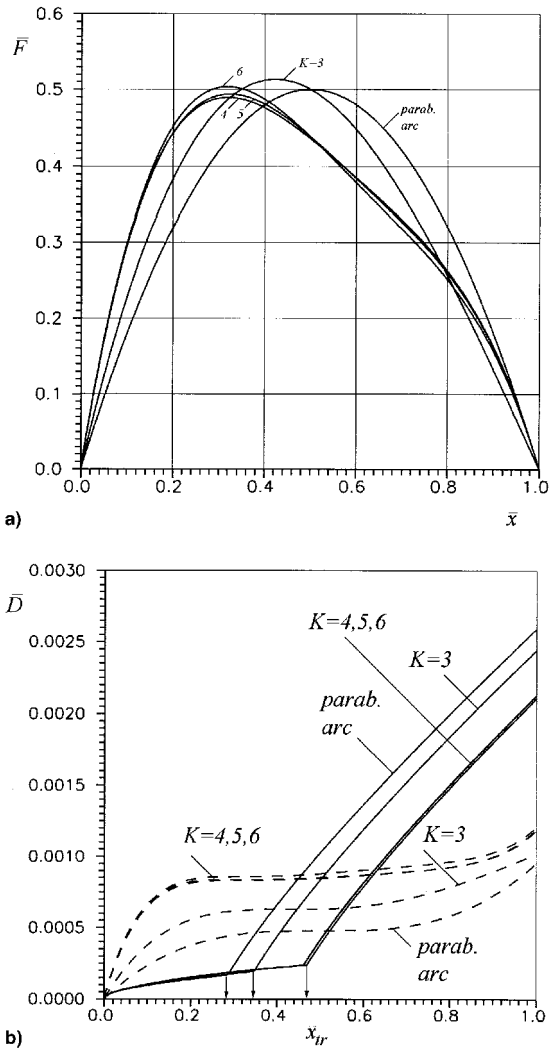 0.6
F̄
0.5
0.4
0.3
0.2
0.1
0.0
6
K=3
4
5
parab.
arc
0.0 0.2 0.4 0.6 0.8 1.0
x̄
a)
0.0030
D̄
0.0025
0.0020
0.0015
0.0010
0.0005
0.0000
K=4,5,6
K=3
parab.
arc
K=4,5,6
K=3
parab.
arc
0.0 0.2 0.4 0.6 0.8 1.0
x̄tr
b)